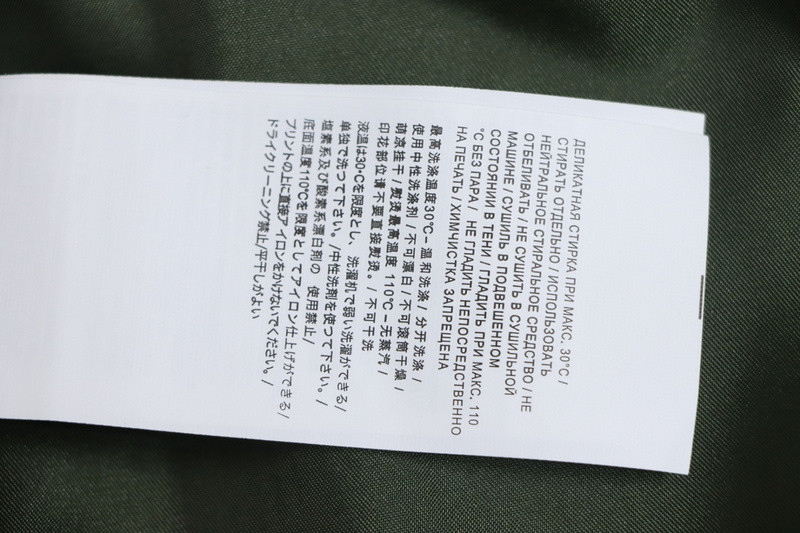 ДЕЛИКАТНАЯ СТИРКА ПРИ МАКС. 30°C /
СТИРАТЬ ОТДЕЛЬНО / ИСПОЛЬЗОВАТЬ
НЕЙТРАЛЬНОЕ СТИРАЛЬНОЕ СРЕДСТВО / НЕ
ОТБЕЛИВАТЬ / НЕ СУШИТЬ В СУШИЛЬНОЙ
МАШИНЕ / СУШИТЬ В ПОДВЕШЕННОМ
СОСТОЯНИИ В ТЕНИ / ГЛАДИТЬ ПРИ МАКС. 110
°C БЕЗ ПАРА / НЕ ГЛАДИТЬ НЕПОСРЕДСТВЕННО
НА ПЕЧАТЬ / ХИМЧИСТКА ЗАПРЕЩЕНА
最高洗涤温度30°C – 温和洗涤 / 分开洗涤 /
使用中性洗涤剂 / 不可漂白 / 不可滚筒干燥 /
荫凉挂干 / 熨烫最高温度 110°C – 无蒸汽 /
印花部位请不要直接熨烫。/ 不可干洗
液温は30°Cを限度とし、洗濯机で弱い洗濯ができる/
単独で洗つて下さい。/中性洗剤を使つて下さい。/
塩素系及び酸素系漂白剤の 使用禁止/
底面温度110°Cを限度としてアイロン仕上げができる/
プリントの上に直接アイロンをかけないでください。/
ドライクリーニング禁止/平干しがよい